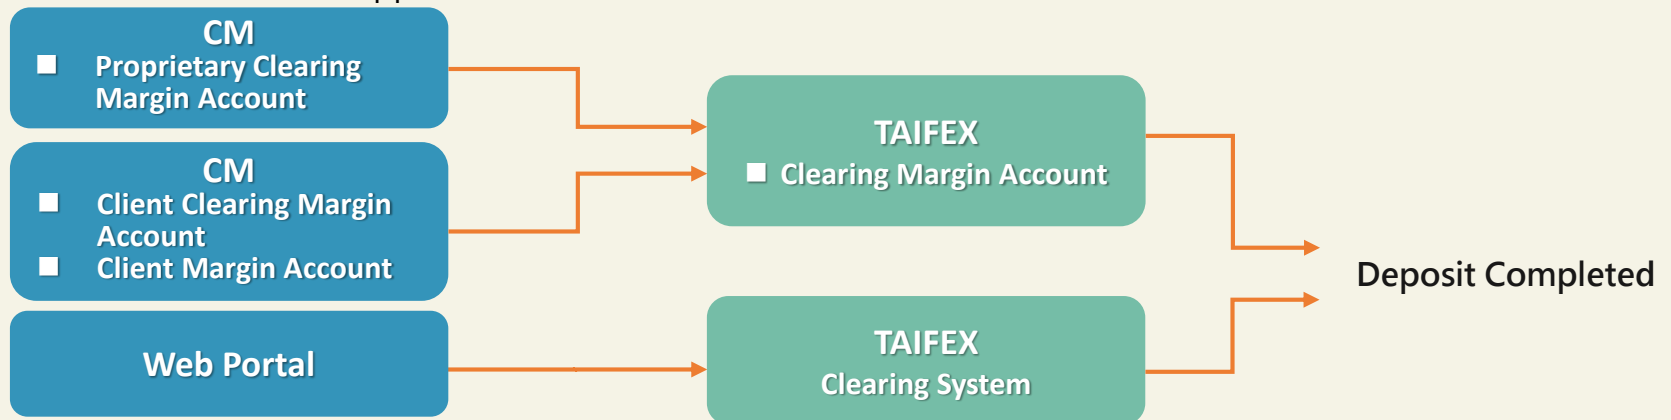 CM
■ Proprietary Clearing
Margin Account
CM
■ Client Clearing Margin
Account
■ Client Margin Account
Web Portal
TAIFEX
■ Clearing Margin Account
TAIFEX
Clearing System
Deposit Completed